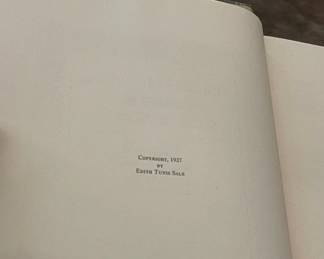 Copyright, 1927
by
Edith Tunis Sale